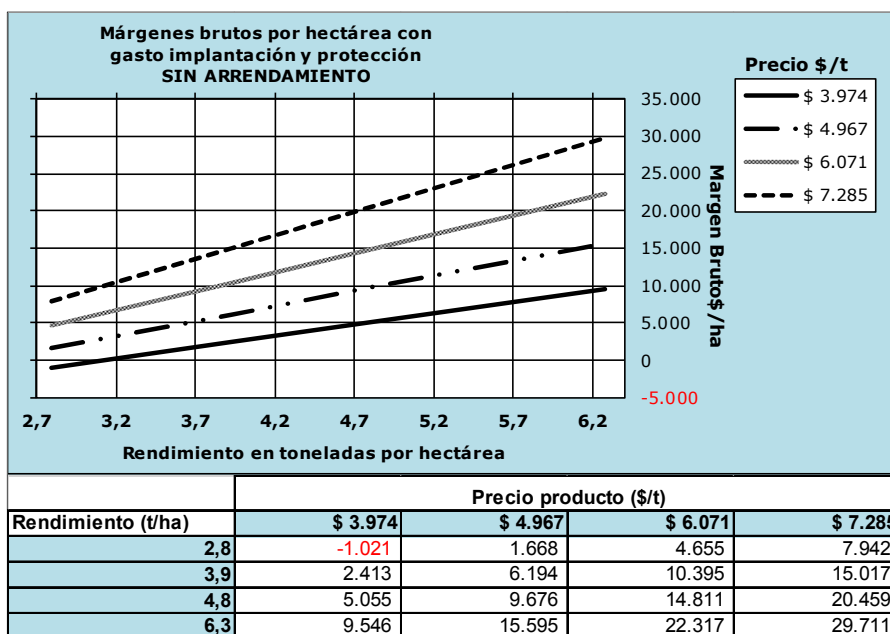 Márgenes brutos por hectárea con
gasto implantación y protección
SIN ARRENDAMIENTO
Precio $/t
$ 3.974
$ 4.967
$ 6.071
$ 7.285
35.000
30.000
25.000
20.000
15.000
10.000
5.000
0
-5.000
Margen Bruto$ /ha
2,7 3,2 3,7 4,2 4,7 5,2 5,7 6,2
Rendimiento en toneladas por hectárea
Precio producto ($/t)
Rendimiento (t/ha) $ 3.974 $ 4.967 $ 6.071 $ 7.285
2,8 -1.021 1.668 4.655 7.942
3,9 2.413 6.194 10.395 15.017
4,8 5.055 9.676 14.811 20.459
6,3 9.546 15.595 22.317 29.711